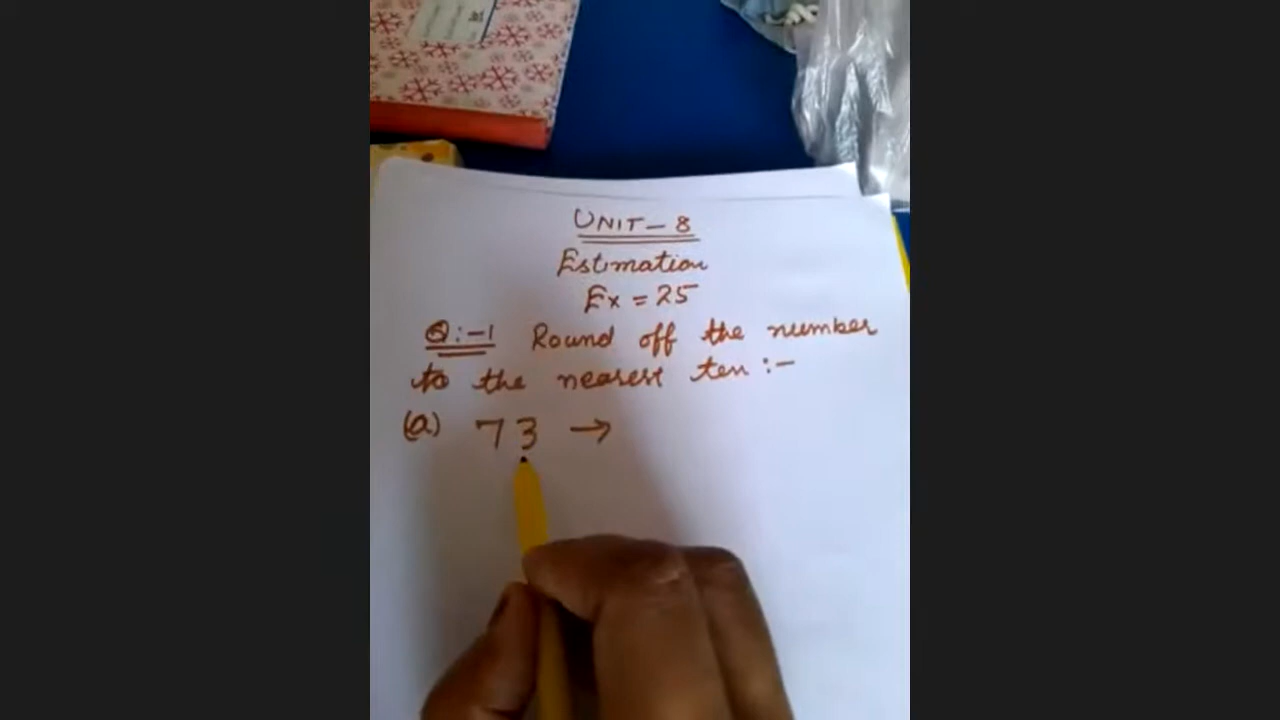 UNIT - 8
Estimation
Ex = 25
Q:-1 Round off the number
to the nearest ten :-
(a) 73 →